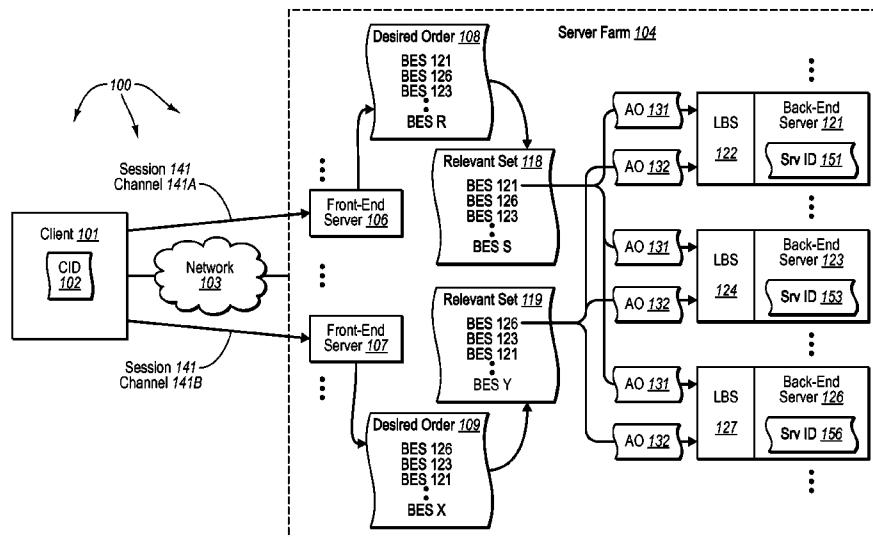 100
Session 141
Channel 141A
Client 101
CID
102
Network
103
Session 141
Channel 141B
Server Farm 104
Front-End
Server 106
Front-End
Server 107
Desired Order 108
BES 121
BES 126
BES 123
BES R
Relevant Set 118
BES 121
BES 126
BES 123
BES S
Relevant Set 119
BES 126
BES 123
BES 121
BES Y
Desired Order 109
BES 126
BES 123
BES 121
BES X
AO 131
AO 132
LBS
122
Back-End
Server 121
Srv ID 151
AO 131
AO 132
LBS
124
Back-End
Server 123
Srv ID 153
AO 131
AO 132
LBS
127
Back-End
Server 126
Srv ID 156